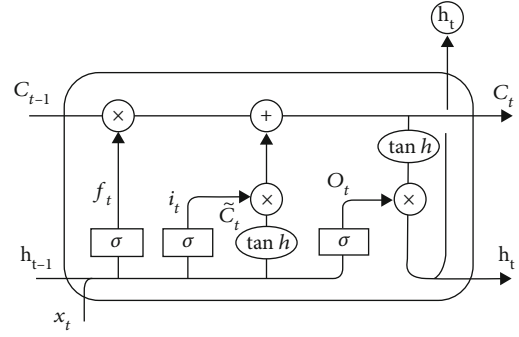 h_t
C_{t–1} × + C_t
tan h
f_t i_t C̃_t × O_t ×
σ σ tan h σ
h_{t–1} h_t
x_t